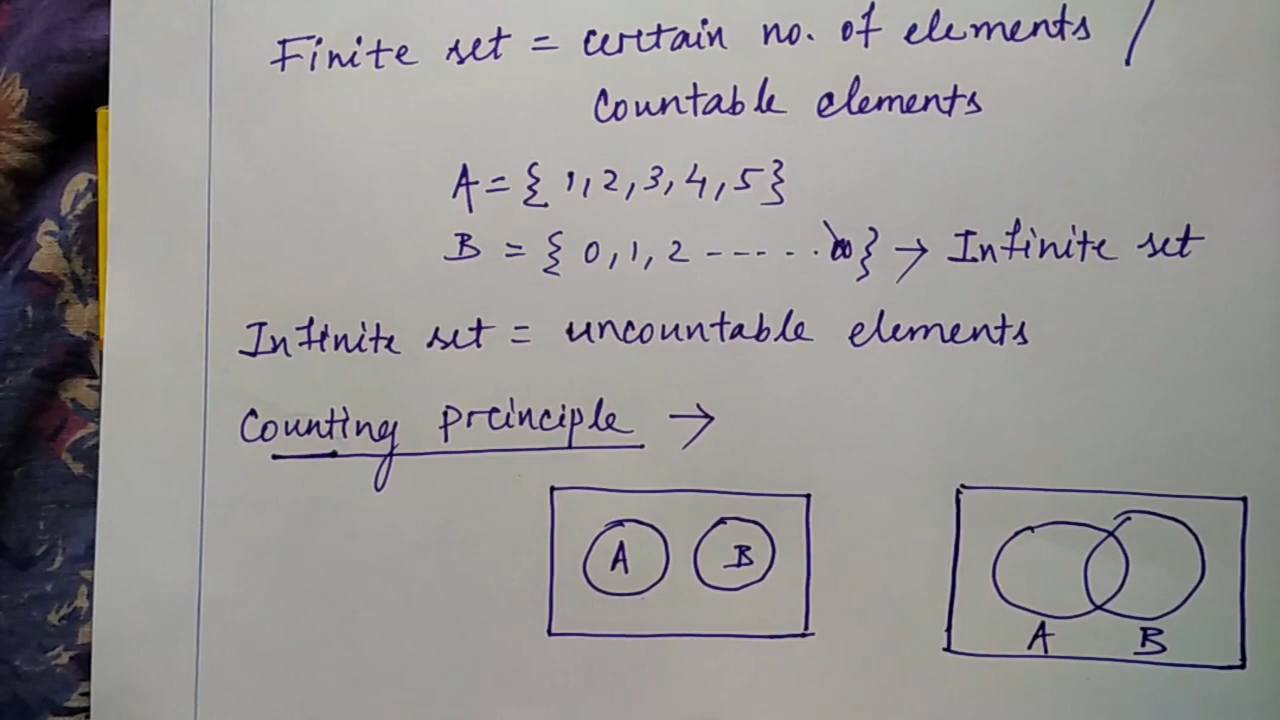 Finite set = certain no. of elements /
Countable elements
A = { 1, 2, 3, 4, 5 }
B = { 0, 1, 2 ----- .. ∞ } → Infinite set
Infinite set = uncountable elements
Counting principle →
A B
A B